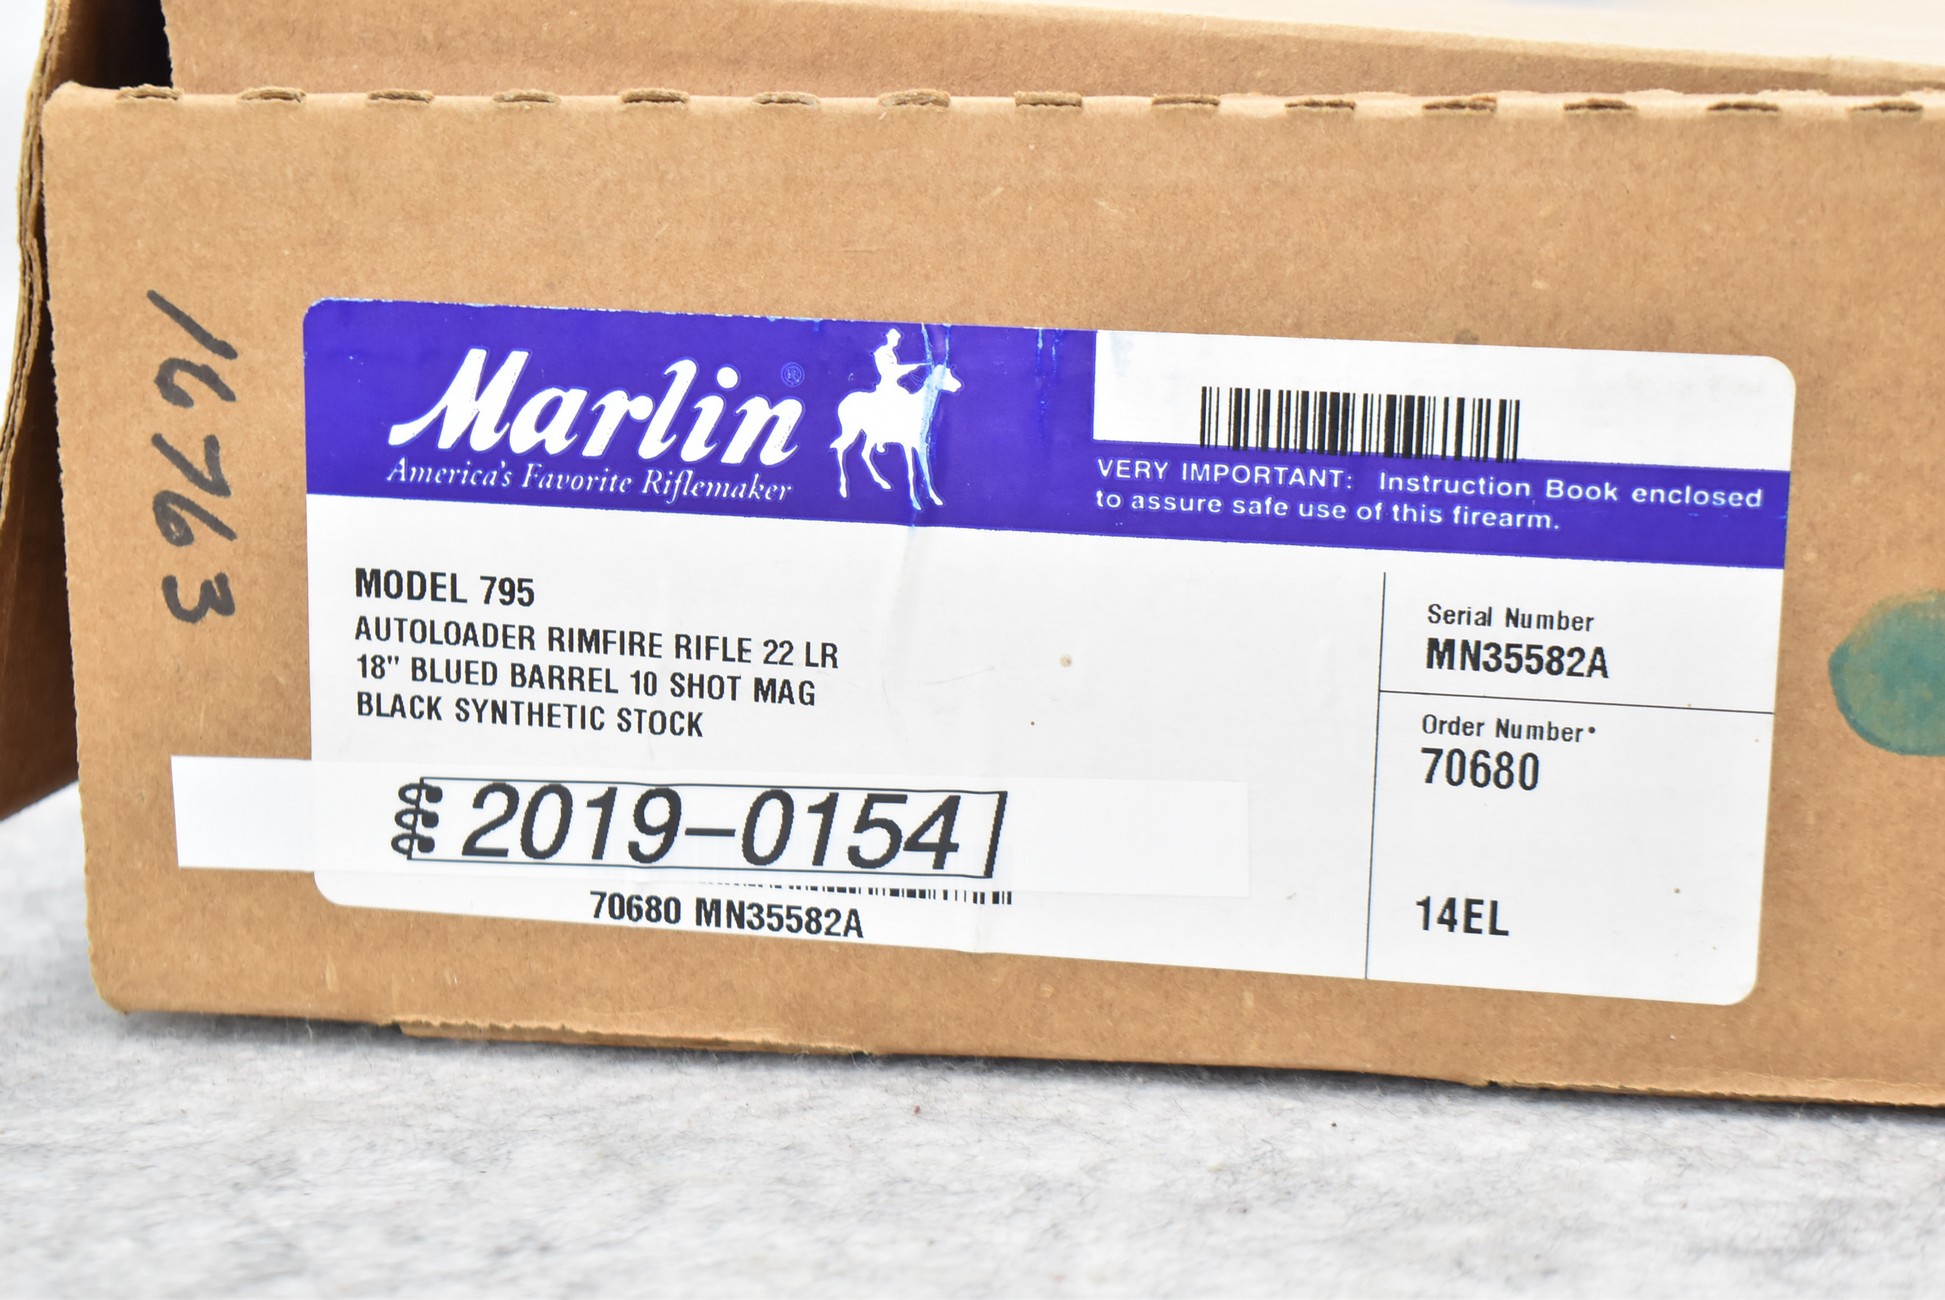 16763
Marlin®
America's Favorite Riflemaker
VERY IMPORTANT: Instruction Book enclosed
to assure safe use of this firearm.
MODEL 795
AUTOLOADER RIMFIRE RIFLE 22 LR
18" BLUED BARREL 10 SHOT MAG
BLACK SYNTHETIC STOCK
Serial Number
MN35582A
Order Number•
70680
2019-0154
70680 MN35582A
14EL